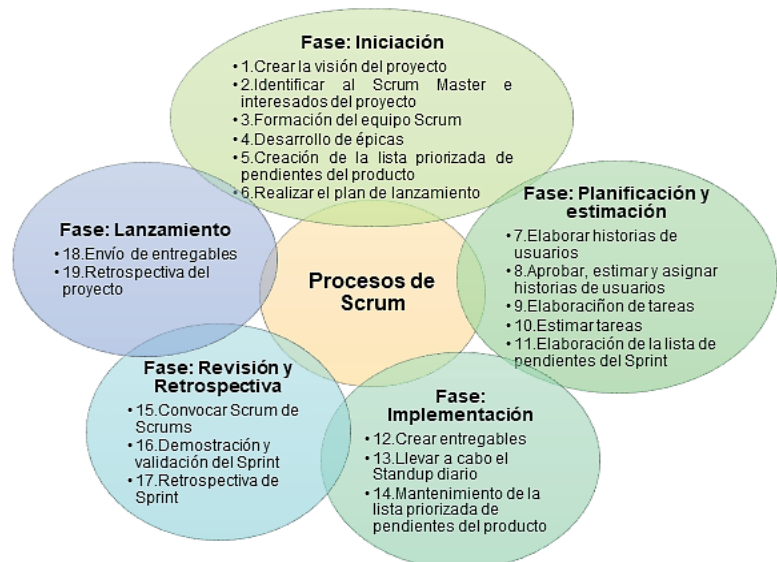 Fase: Iniciación
• 1.Crear la visión del proyecto
• 2.Identificar al Scrum Master e
interesados del proyecto
• 3.Formación del equipo Scrum
• 4.Desarrollo de épicas
• 5.Creación de la lista priorizada de
pendientes del producto
• 6.Realizar el plan de lanzamiento
Fase: Planificación y
estimación
• 7.Elaborar historias de
usuarios
• 8.Aprobar, estimar y asignar
historias de usuarios
• 9.Elaboraciñon de tareas
• 10.Estimar tareas
• 11.Elaboración de la lista de
pendientes del Sprint
Fase:
Implementación
• 12.Crear entregables
• 13.Llevar a cabo el
Standup diario
• 14.Mantenimiento de la
lista priorizada de
pendientes del producto
Fase: Revisión y
Retrospectiva
• 15.Convocar Scrum de
Scrums
• 16.Demostración y
validación del Sprint
• 17.Retrospectiva de
Sprint
Fase: Lanzamiento
• 18.Envío de entregables
• 19.Retrospectiva del
proyecto
Procesos de
Scrum